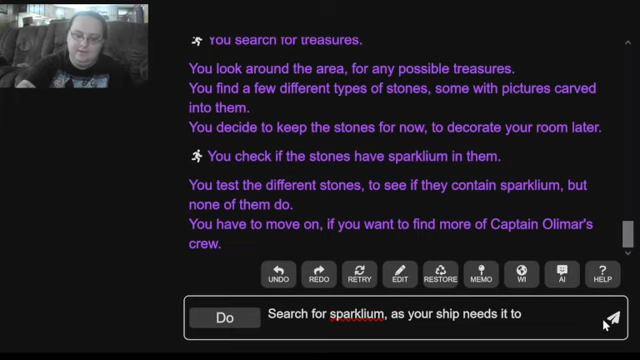 You search for treasures.
You look around the area, for any possible treasures.
You find a few different types of stones, some with pictures carved
into them.
You decide to keep the stones for now, to decorate your room later.
You check if the stones have sparklium in them.
You test the different stones, to see if they contain sparklium, but
none of them do.
You have to move on, if you want to find more of Captain Olimar's
crew.
UNDO REDO RETRY EDIT RESTORE MEMO WI AI HELP
Do Search for sparklium, as your ship needs it to